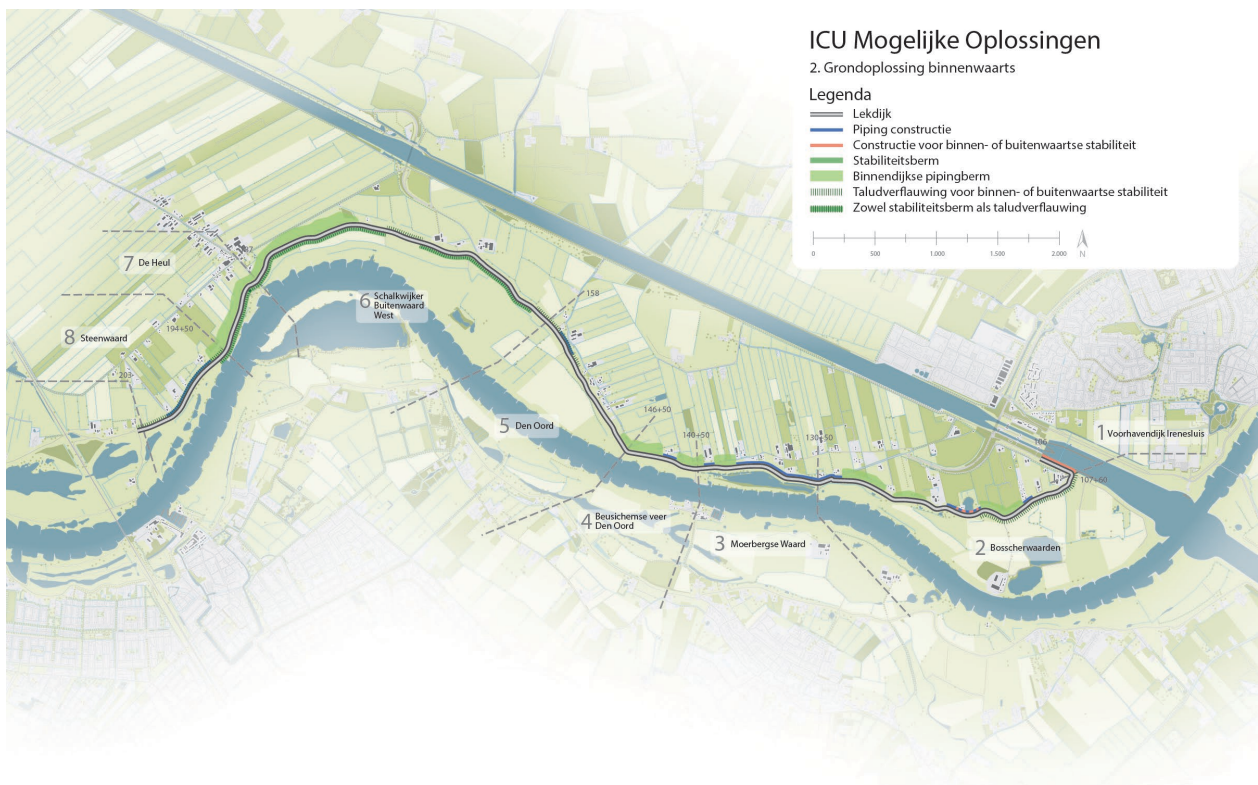 ICU Mogelijke Oplossingen
2. Grondoplossing binnenwaarts
Legenda
Lekdijk
Piping constructie
Constructie voor binnen- of buitenwaartse stabiliteit
Stabiliteitsberm
Binnendijkse pipingberm
Taludverflauwing voor binnen- of buitenwaartse stabiliteit
Zowel stabiliteitsberm als taludverflauwing
0 500 1.000 1.500 2.000
N
7 De Heul
6 Schalkwijker
Buitenwaard
West
158
194+50
8 Steenwaard
203
146+50
5 Den Oord
140+50
130+50
106
1 Voorhavendijk Irenesluis
107+60
4 Beusichemse veer
Den Oord
3 Moerbergse Waard
2 Bosscherwaarden